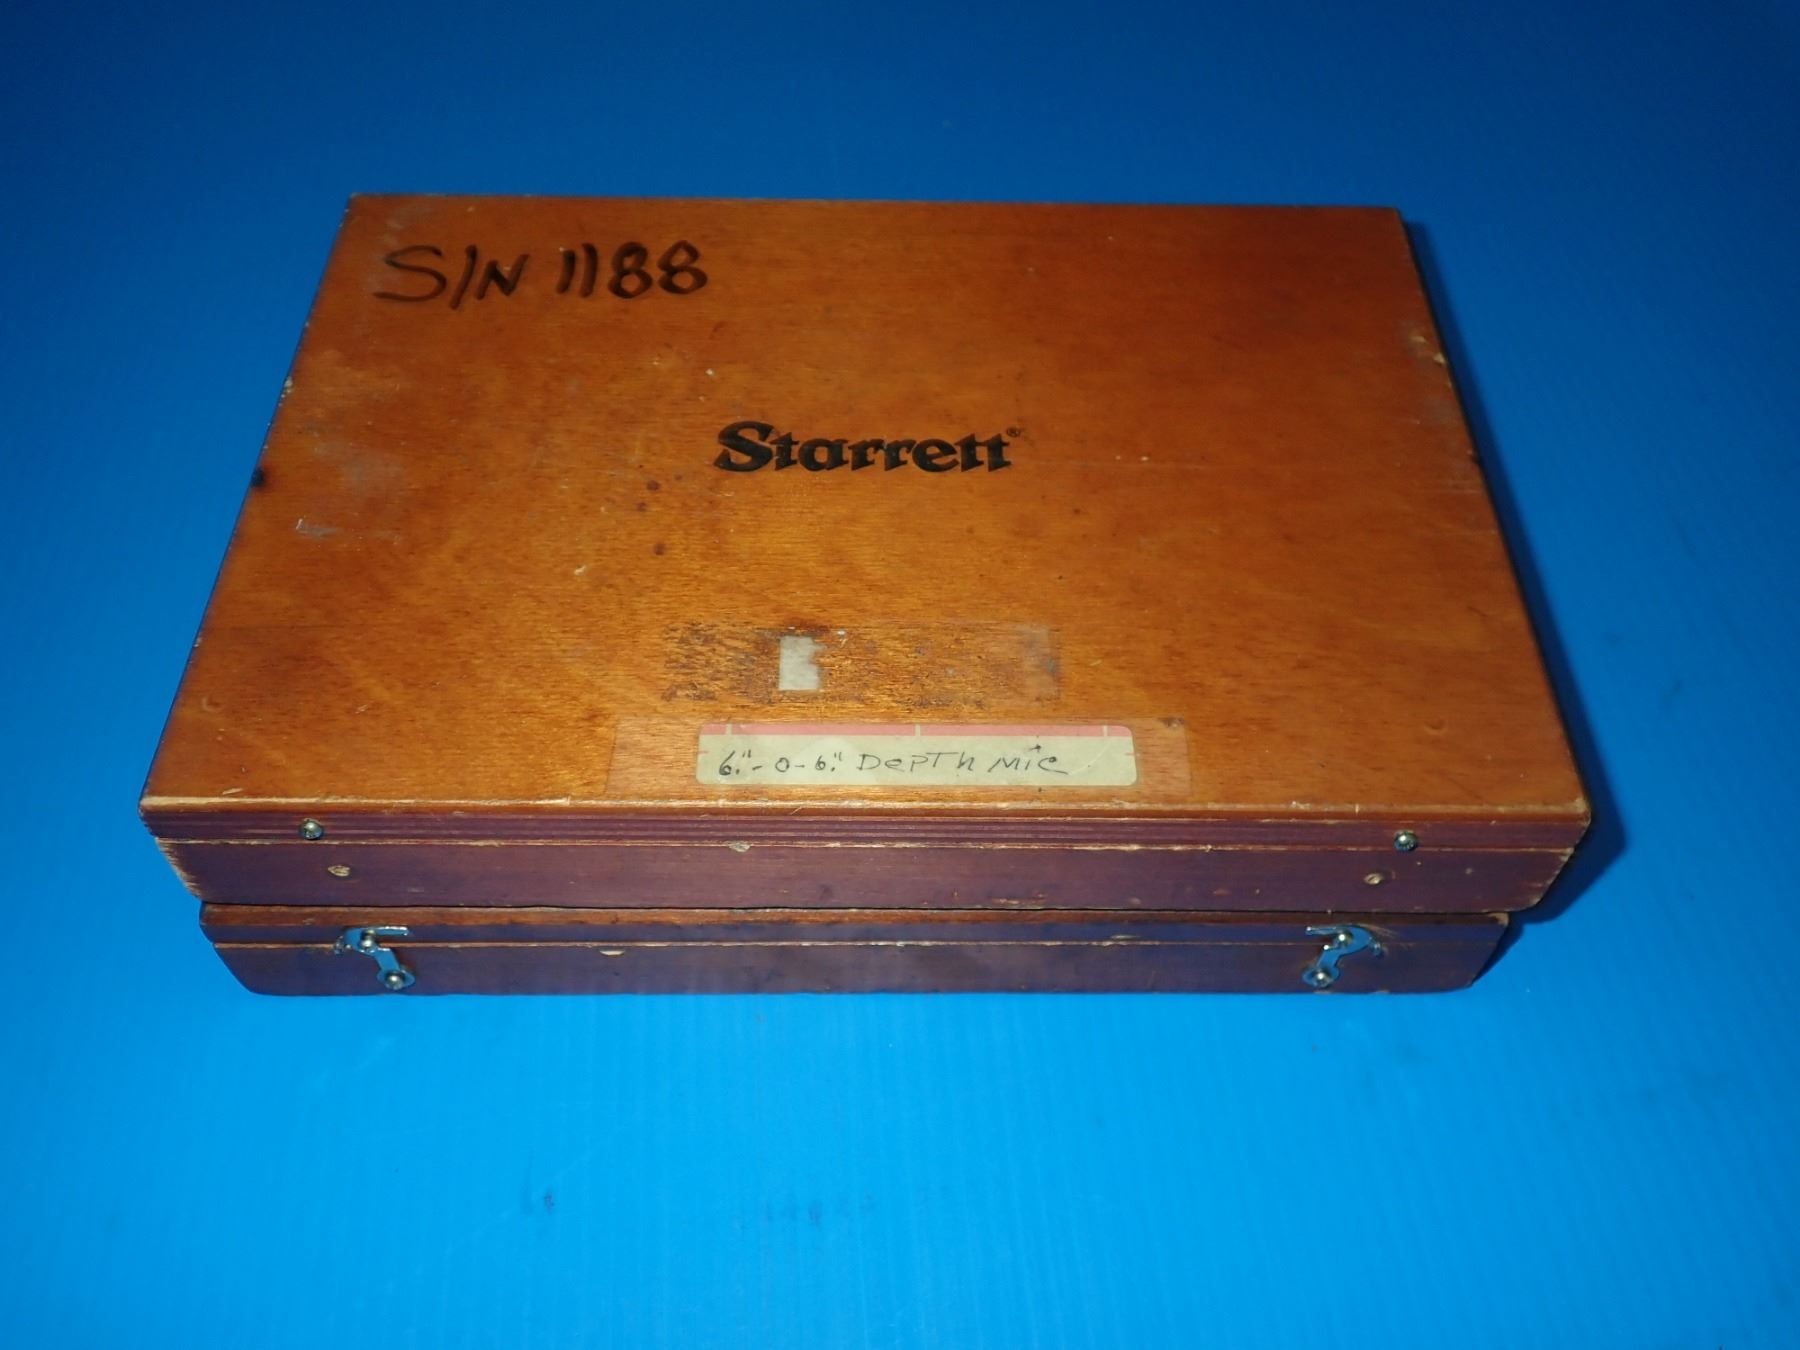 S/N 1188
Starrett®
6."-0-6." DEPTH MIC